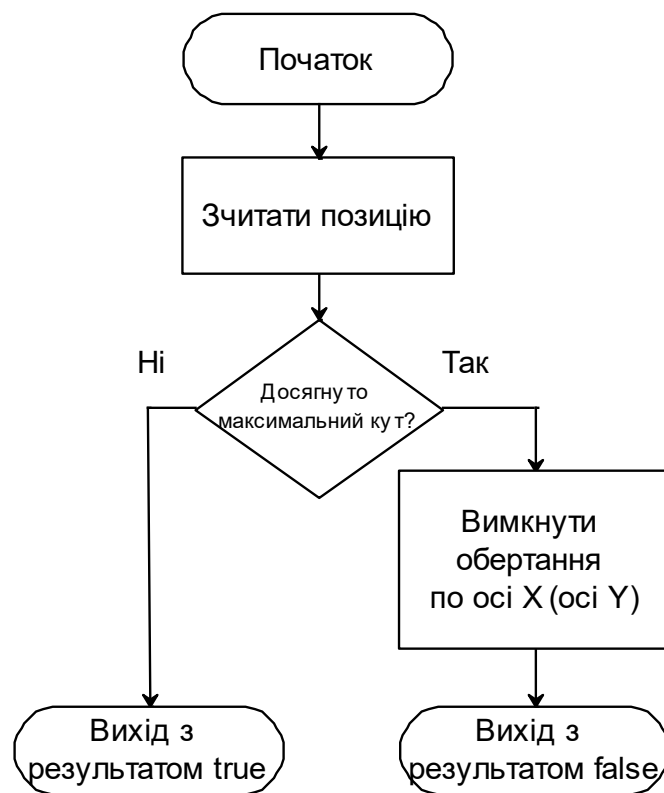 Початок
Зчитати позицію
Ні
Так
Досягнуто
максимальний кут?
Вимкнути
обертання
по осі X (осі Y)
Вихід з
результатом true
Вихід з
результатом false